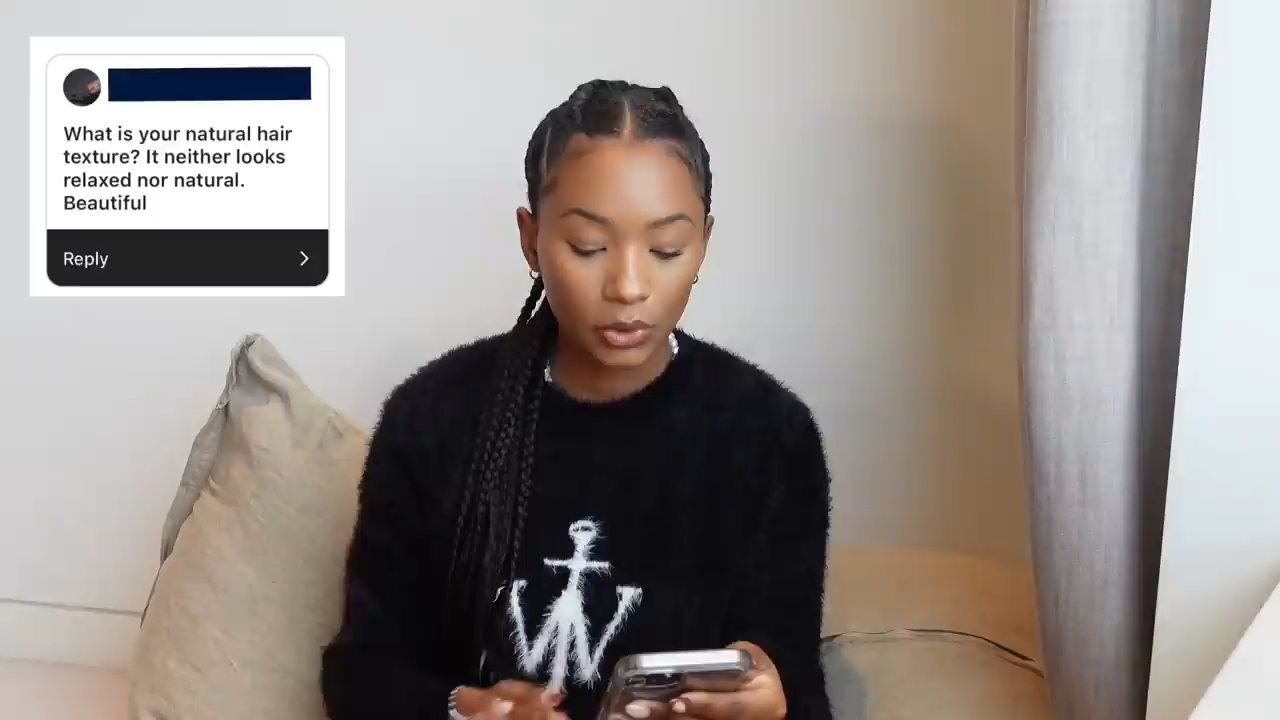 What is your natural hair
texture? It neither looks
relaxed nor natural.
Beautiful
Reply